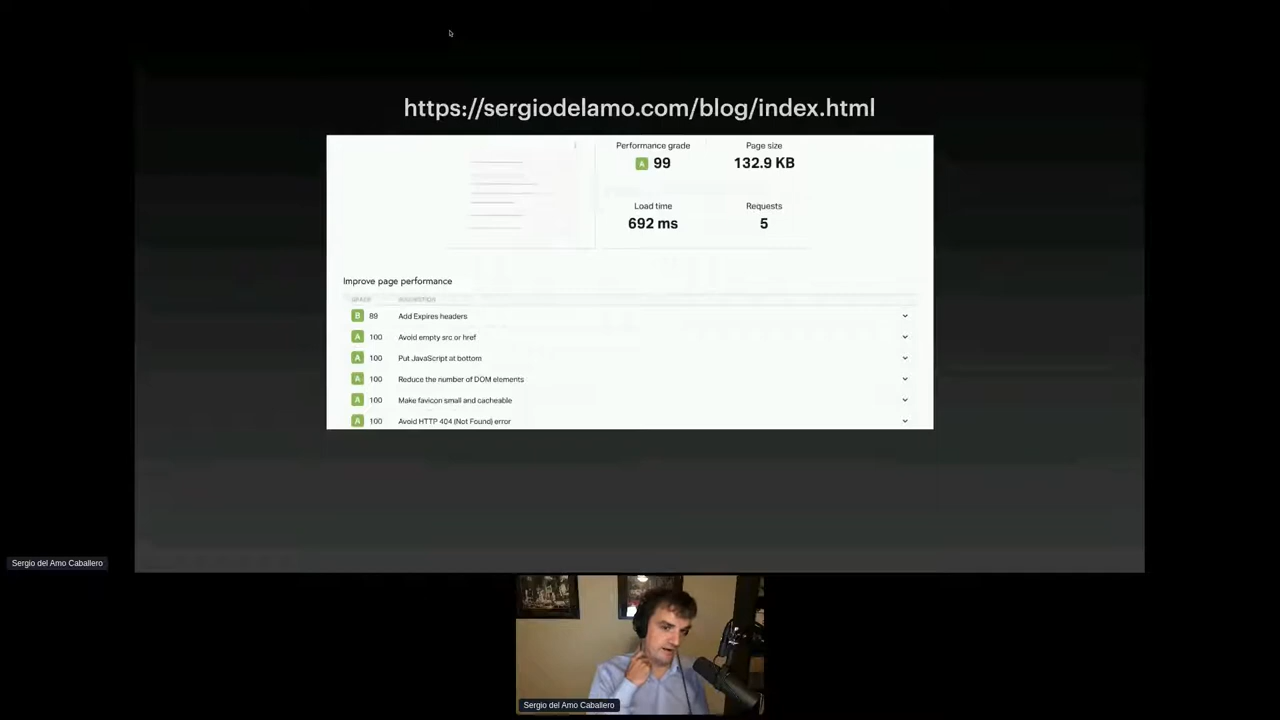 https://sergiodelamo.com/blog/index.html
Performance grade
Page size
A 99
132.9 KB
Load time
Requests
692 ms
5
Improve page performance
GRADE SUGGESTION
B 89 Add Expires headers
A 100 Avoid empty src or href
A 100 Put JavaScript at bottom
A 100 Reduce the number of DOM elements
A 100 Make favicon small and cacheable
A 100 Avoid HTTP 404 (Not Found) error
Sergio del Amo Caballero
Sergio del Amo Caballero